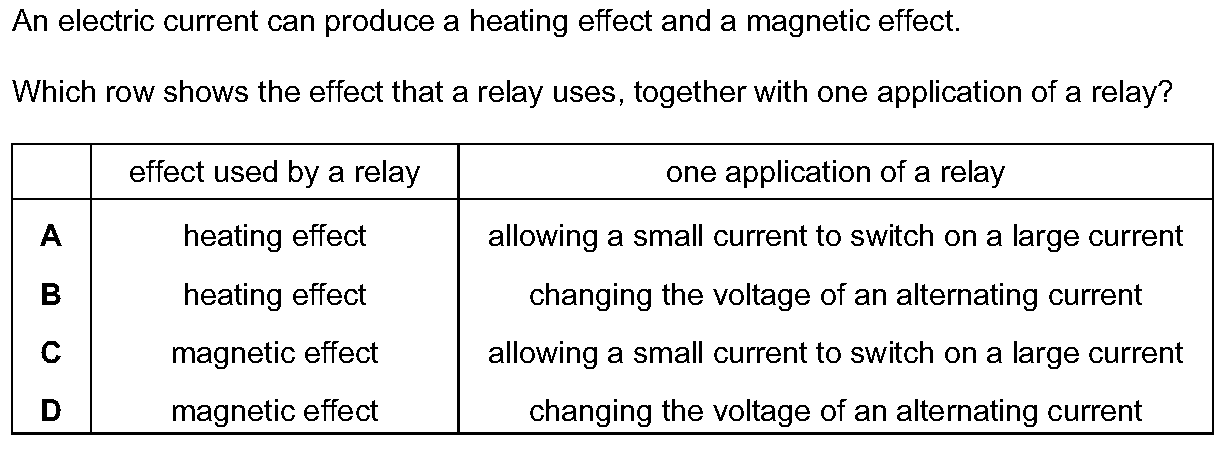 An electric current can produce a heating effect and a magnetic effect.
Which row shows the effect that a relay uses, together with one application of a relay?
effect used by a relay one application of a relay
A heating effect allowing a small current to switch on a large current
B heating effect changing the voltage of an alternating current
C magnetic effect allowing a small current to switch on a large current
D magnetic effect changing the voltage of an alternating current